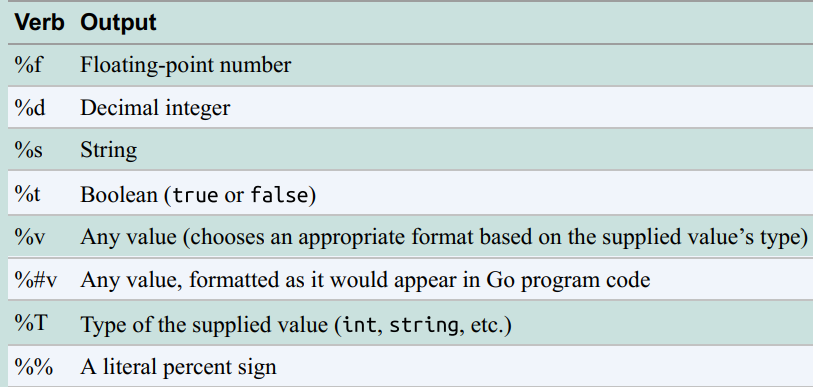 Verb Output
%f Floating-point number
%d Decimal integer
%s String
%t Boolean (true or false)
%v Any value (chooses an appropriate format based on the supplied value’s type)
%#v Any value, formatted as it would appear in Go program code
%T Type of the supplied value (int, string, etc.)
%% A literal percent sign